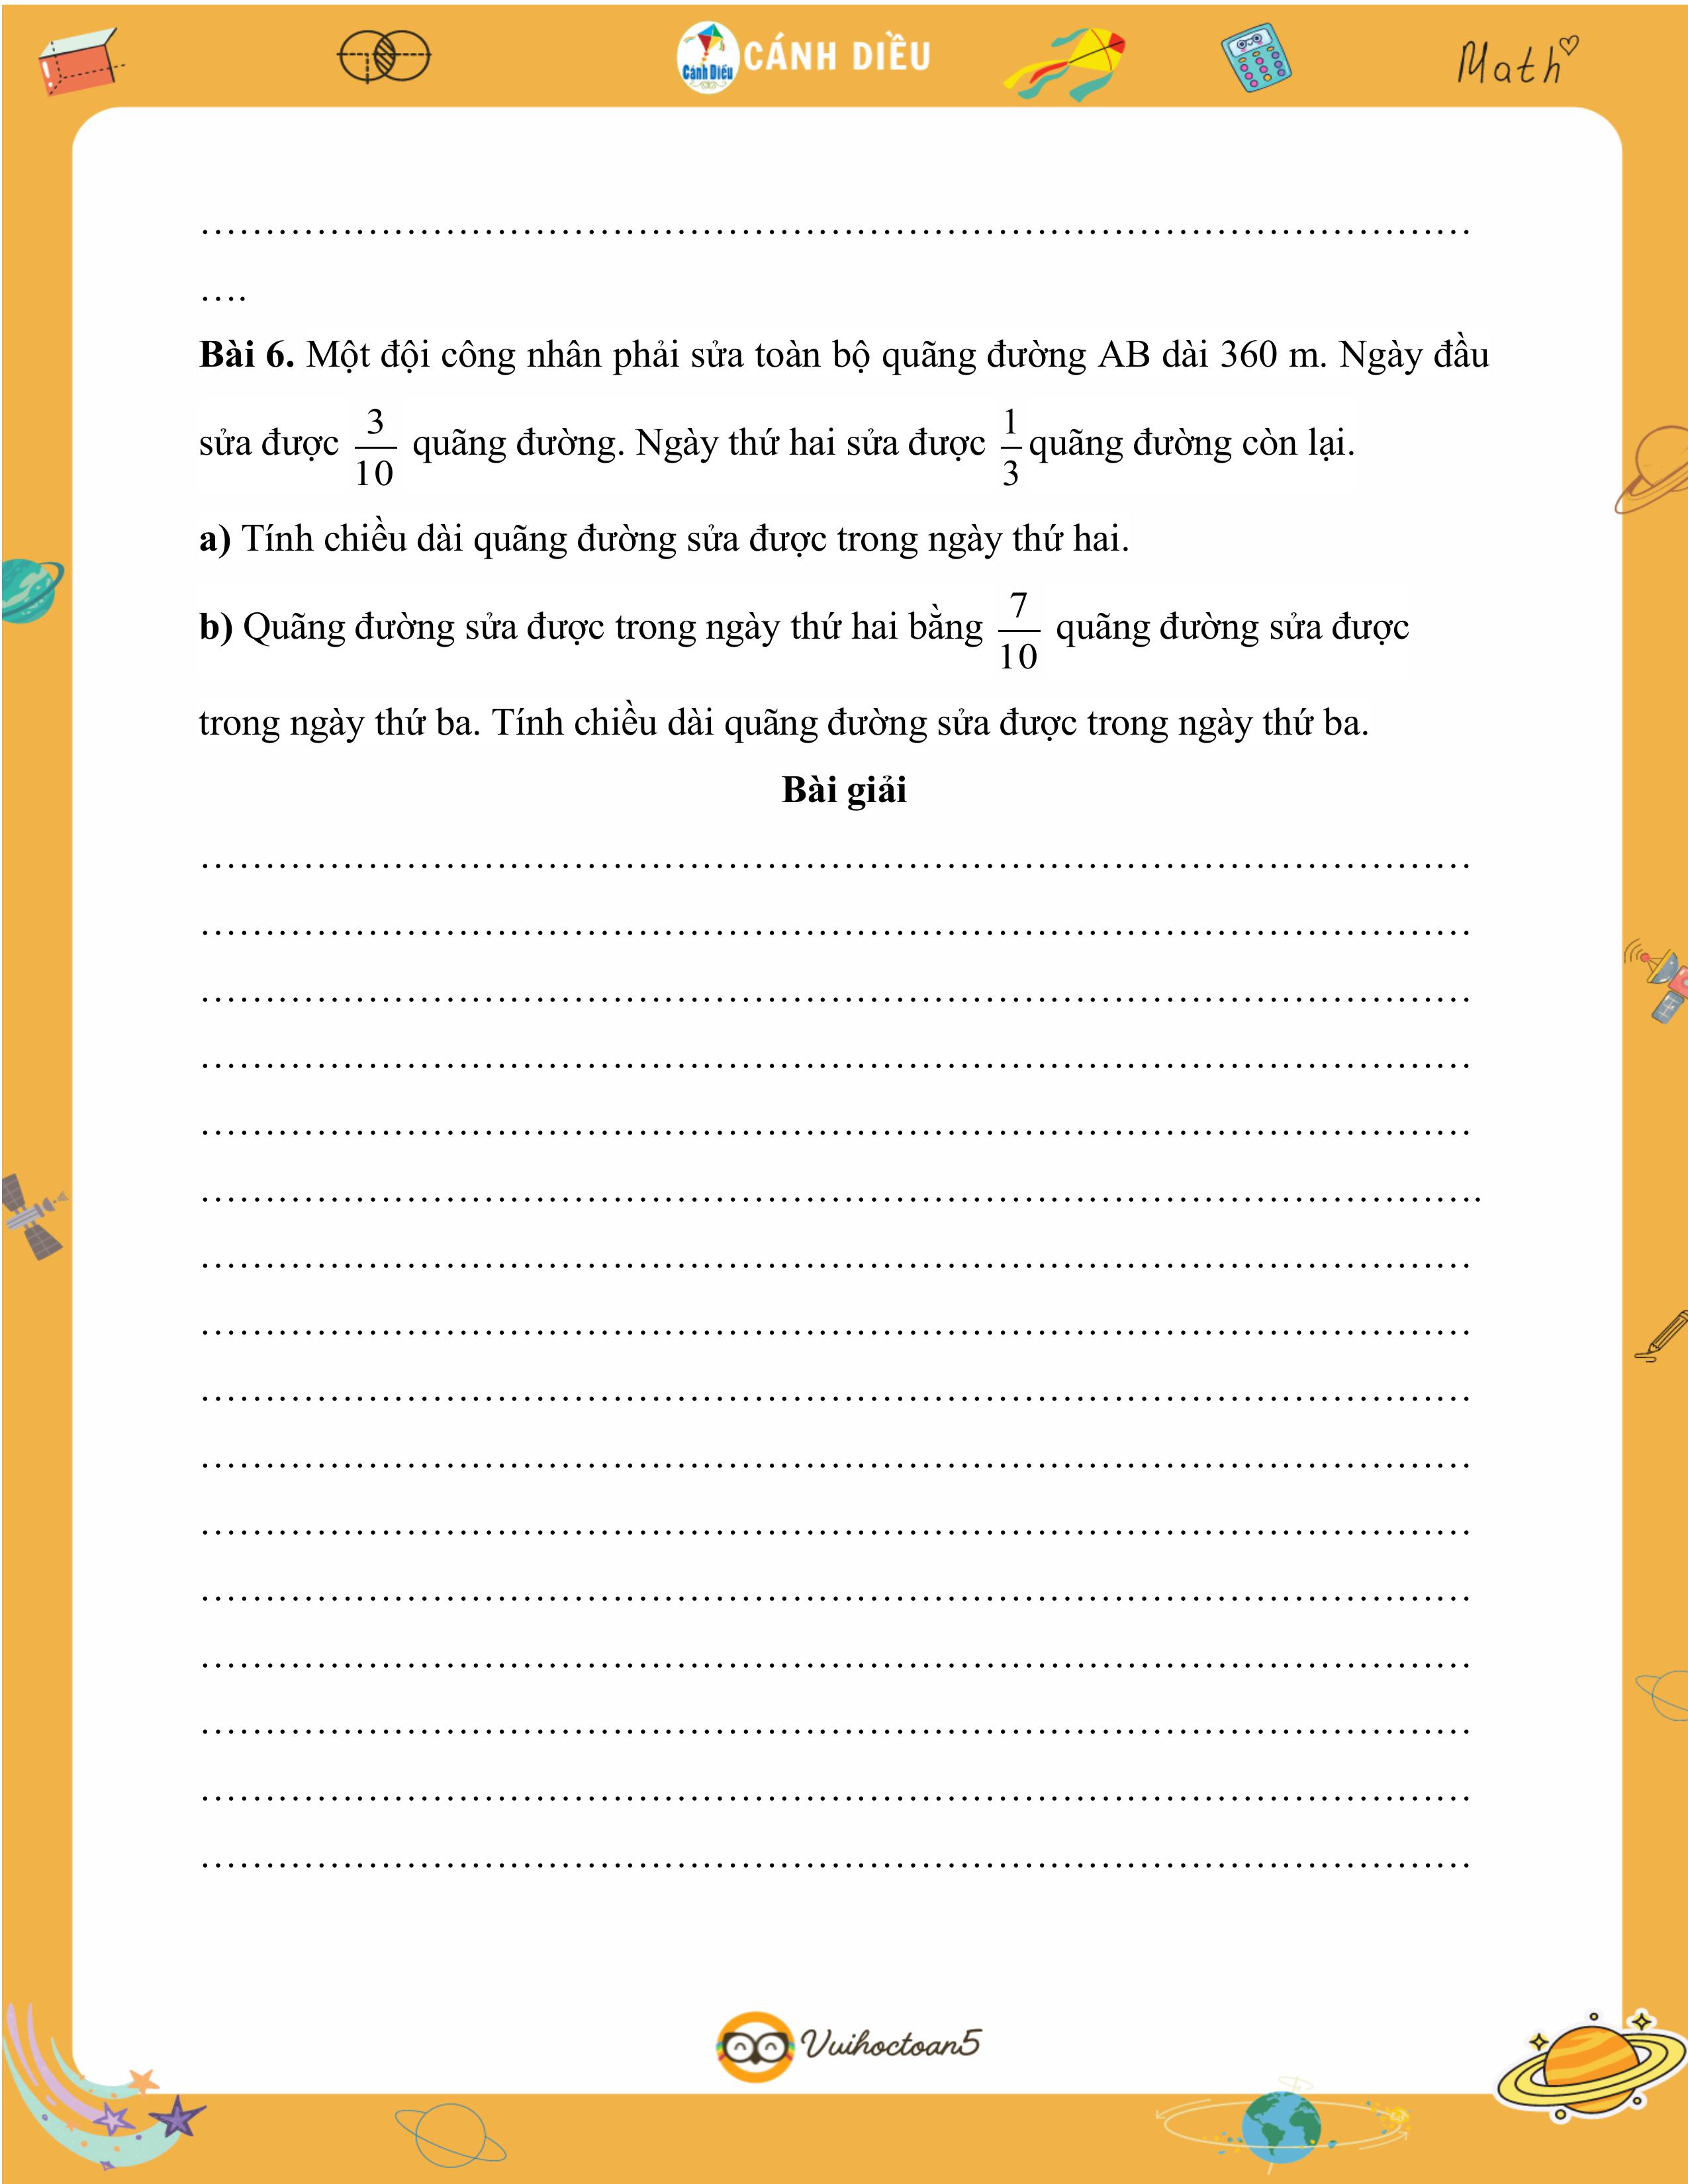 Cánh Diều CÁNH DIỀU Math
……………………………………………………………………………………
….
Bài 6. Một đội công nhân phải sửa toàn bộ quãng đường AB dài 360 m. Ngày đầu
sửa được 3/10 quãng đường. Ngày thứ hai sửa được 1/3 quãng đường còn lại.
a) Tính chiều dài quãng đường sửa được trong ngày thứ hai.
b) Quãng đường sửa được trong ngày thứ hai bằng 7/10 quãng đường sửa được
trong ngày thứ ba. Tính chiều dài quãng đường sửa được trong ngày thứ ba.
Bài giải
……………………………………………………………………………………
……………………………………………………………………………………
……………………………………………………………………………………
……………………………………………………………………………………
……………………………………………………………………………………
…………………………………………………………………………………….
……………………………………………………………………………………
……………………………………………………………………………………
……………………………………………………………………………………
……………………………………………………………………………………
……………………………………………………………………………………
……………………………………………………………………………………
……………………………………………………………………………………
……………………………………………………………………………………
……………………………………………………………………………………
……………………………………………………………………………………
Vuihoctoan5